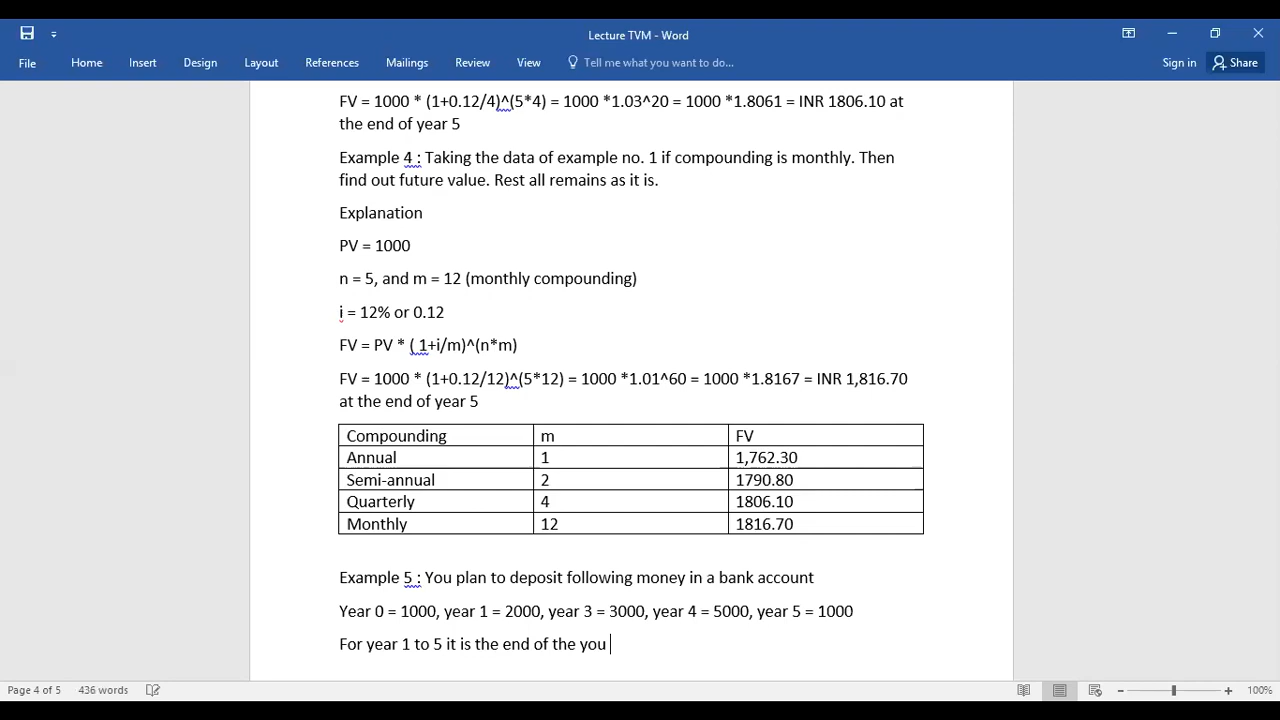 Lecture TVM - Word
File Home Insert Design Layout References Mailings Review View Tell me what you want to do... Sign in Share
FV = 1000 * (1+0.12/4)^(5*4) = 1000 *1.03^20 = 1000 *1.8061 = INR 1806.10 at
the end of year 5
Example 4 : Taking the data of example no. 1 if compounding is monthly. Then
find out future value. Rest all remains as it is.
Explanation
PV = 1000
n = 5, and m = 12 (monthly compounding)
i = 12% or 0.12
FV = PV * ( 1+i/m)^(n*m)
FV = 1000 * (1+0.12/12)^(5*12) = 1000 *1.01^60 = 1000 *1.8167 = INR 1,816.70
at the end of year 5
Compounding m FV
Annual 1 1,762.30
Semi-annual 2 1790.80
Quarterly 4 1806.10
Monthly 12 1816.70
Example 5 : You plan to deposit following money in a bank account
Year 0 = 1000, year 1 = 2000, year 3 = 3000, year 4 = 5000, year 5 = 1000
For year 1 to 5 it is the end of the you
Page 4 of 5 436 words 100%